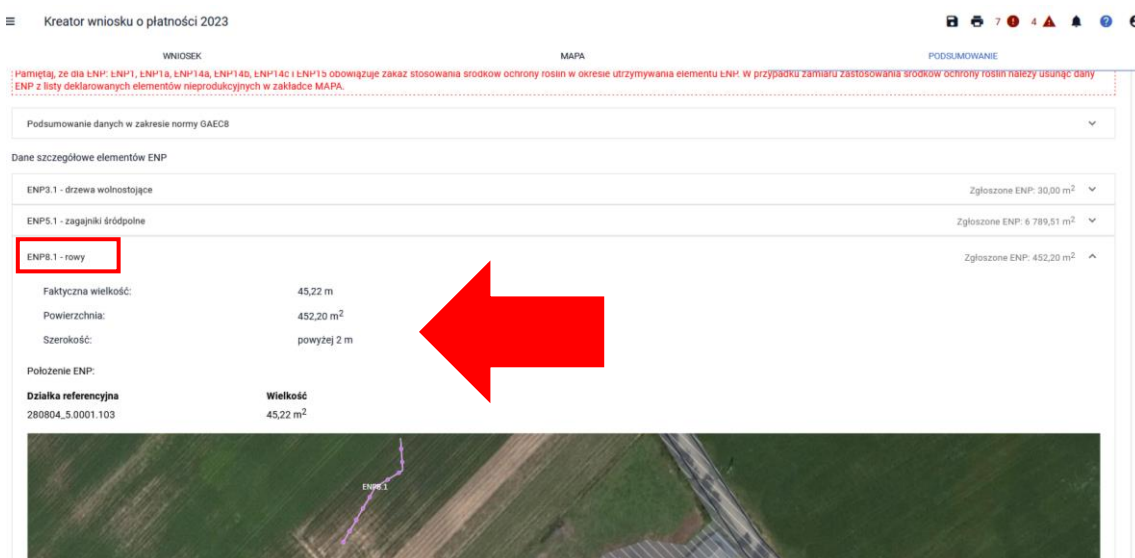 Kreator wniosku o płatności 2023
7 4
WNIOSEK MAPA PODSUMOWANIE
Pamiętaj, że dla ENP: ENP1, ENP1a, ENP14a, ENP14b, ENP14c i ENP15 obowiązuje zakaz stosowania środków ochrony roślin w okresie utrzymywania elementu ENP. W przypadku zamiaru zastosowania środków ochrony roślin należy usunąć dany
ENP z listy deklarowanych elementów nieprodukcyjnych w zakładce MAPA.
Podsumowanie danych w zakresie normy GAEC8
Dane szczegółowe elementów ENP
ENP3.1 - drzewa wolnostojące Zgłoszone ENP: 30,00 m²
ENP5.1 - zagajniki śródpolne Zgłoszone ENP: 6 789,51 m²
ENP8.1 - rowy Zgłoszone ENP: 452,20 m²
Faktyczna wielkość: 45,22 m
Powierzchnia: 452,20 m²
Szerokość: powyżej 2 m
Położenie ENP:
Działka referencyjna Wielkość
280804_5.0001.103 45,22 m²
ENP8.1